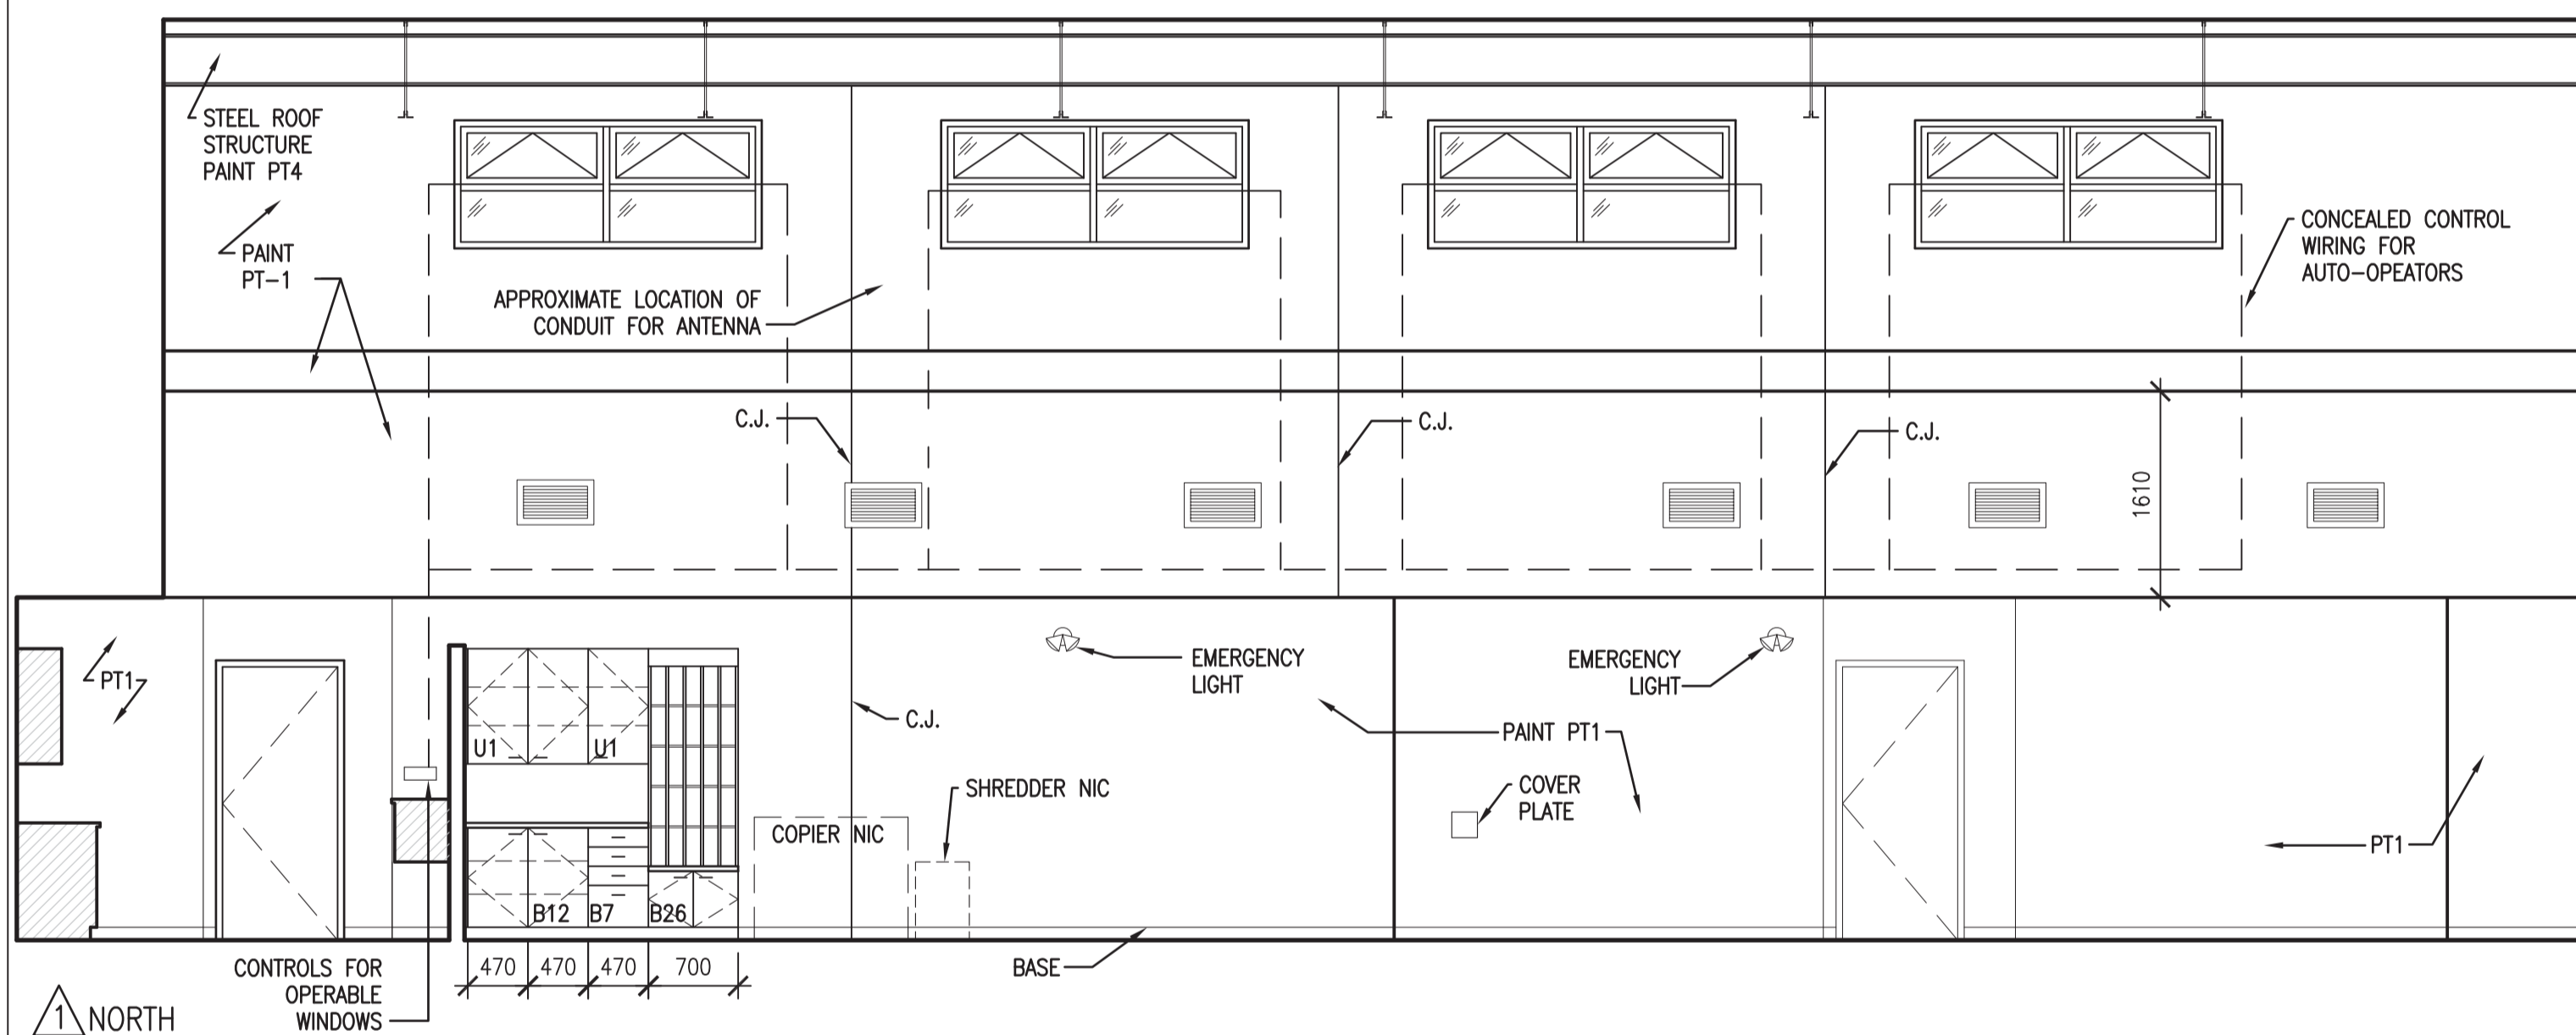 STEEL ROOF
STRUCTURE
PAINT PT4
PAINT
PT-1
APPROXIMATE LOCATION OF
CONDUIT FOR ANTENNA
CONCEALED CONTROL
WIRING FOR
AUTO-OPEATORS
C.J.
C.J.
C.J.
1610
PT1
EMERGENCY
LIGHT
EMERGENCY
LIGHT
C.J.
PAINT PT1
U1
U1
SHREDDER NIC
COVER
PLATE
COPIER NIC
PT1
B12
B7
B26
470
470
470
700
BASE
CONTROLS FOR
OPERABLE
WINDOWS
1 NORTH